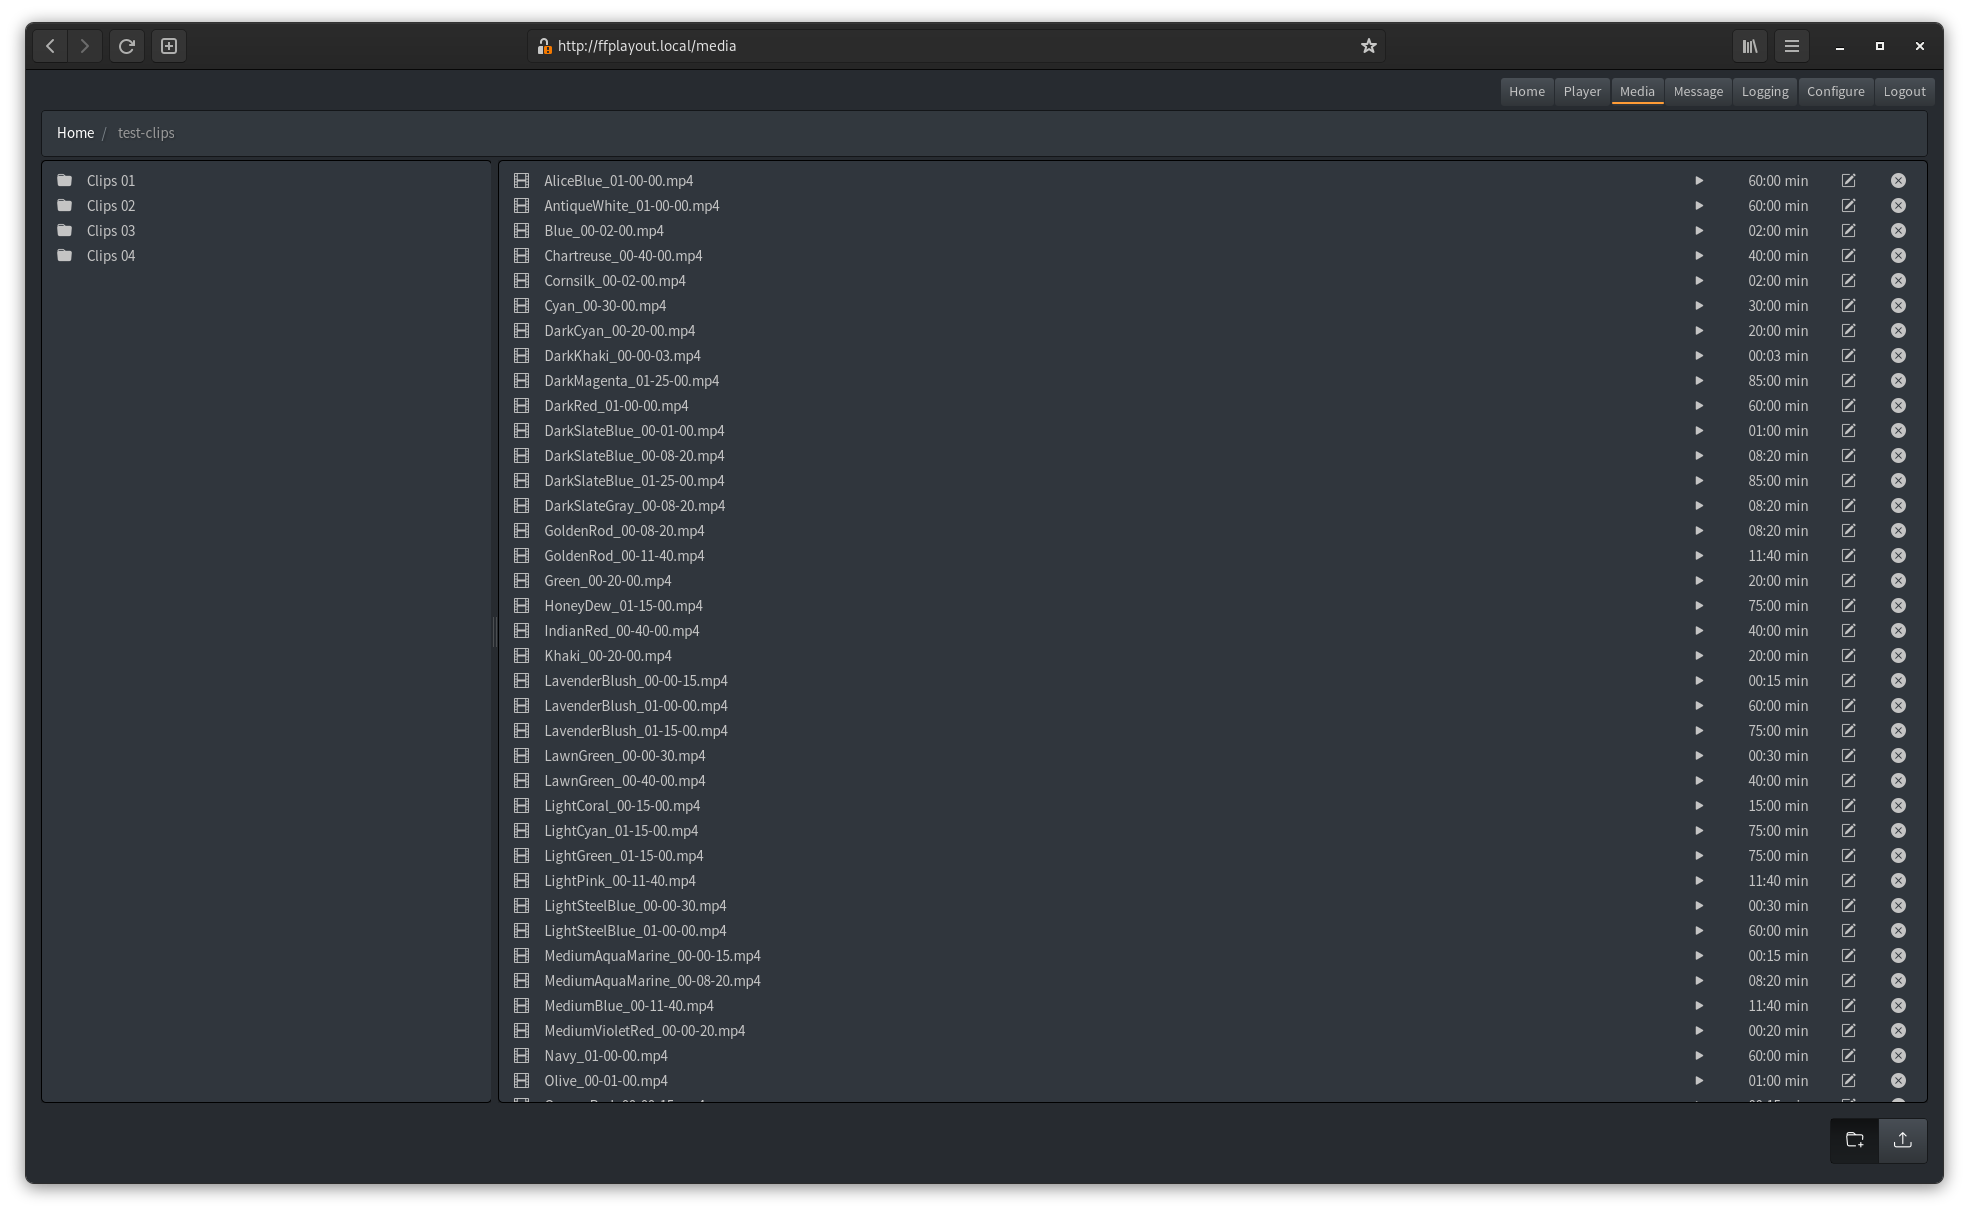 http://ffplayout.local/media
Home Player Media Message Logging Configure Logout
Home / test-clips
Clips 01
Clips 02
Clips 03
Clips 04
AliceBlue_01-00-00.mp4 60:00 min
AntiqueWhite_01-00-00.mp4 60:00 min
Blue_00-02-00.mp4 02:00 min
Chartreuse_00-40-00.mp4 40:00 min
Cornsilk_00-02-00.mp4 02:00 min
Cyan_00-30-00.mp4 30:00 min
DarkCyan_00-20-00.mp4 20:00 min
DarkKhaki_00-00-03.mp4 00:03 min
DarkMagenta_01-25-00.mp4 85:00 min
DarkRed_01-00-00.mp4 60:00 min
DarkSlateBlue_00-01-00.mp4 01:00 min
DarkSlateBlue_00-08-20.mp4 08:20 min
DarkSlateBlue_01-25-00.mp4 85:00 min
DarkSlateGray_00-08-20.mp4 08:20 min
GoldenRod_00-08-20.mp4 08:20 min
GoldenRod_00-11-40.mp4 11:40 min
Green_00-20-00.mp4 20:00 min
HoneyDew_01-15-00.mp4 75:00 min
IndianRed_00-40-00.mp4 40:00 min
Khaki_00-20-00.mp4 20:00 min
LavenderBlush_00-00-15.mp4 00:15 min
LavenderBlush_01-00-00.mp4 60:00 min
LavenderBlush_01-15-00.mp4 75:00 min
LawnGreen_00-00-30.mp4 00:30 min
LawnGreen_00-40-00.mp4 40:00 min
LightCoral_00-15-00.mp4 15:00 min
LightCyan_01-15-00.mp4 75:00 min
LightGreen_01-15-00.mp4 75:00 min
LightPink_00-11-40.mp4 11:40 min
LightSteelBlue_00-00-30.mp4 00:30 min
LightSteelBlue_01-00-00.mp4 60:00 min
MediumAquaMarine_00-00-15.mp4 00:15 min
MediumAquaMarine_00-08-20.mp4 08:20 min
MediumBlue_00-11-40.mp4 11:40 min
MediumVioletRed_00-00-20.mp4 00:20 min
Navy_01-00-00.mp4 60:00 min
Olive_00-01-00.mp4 01:00 min